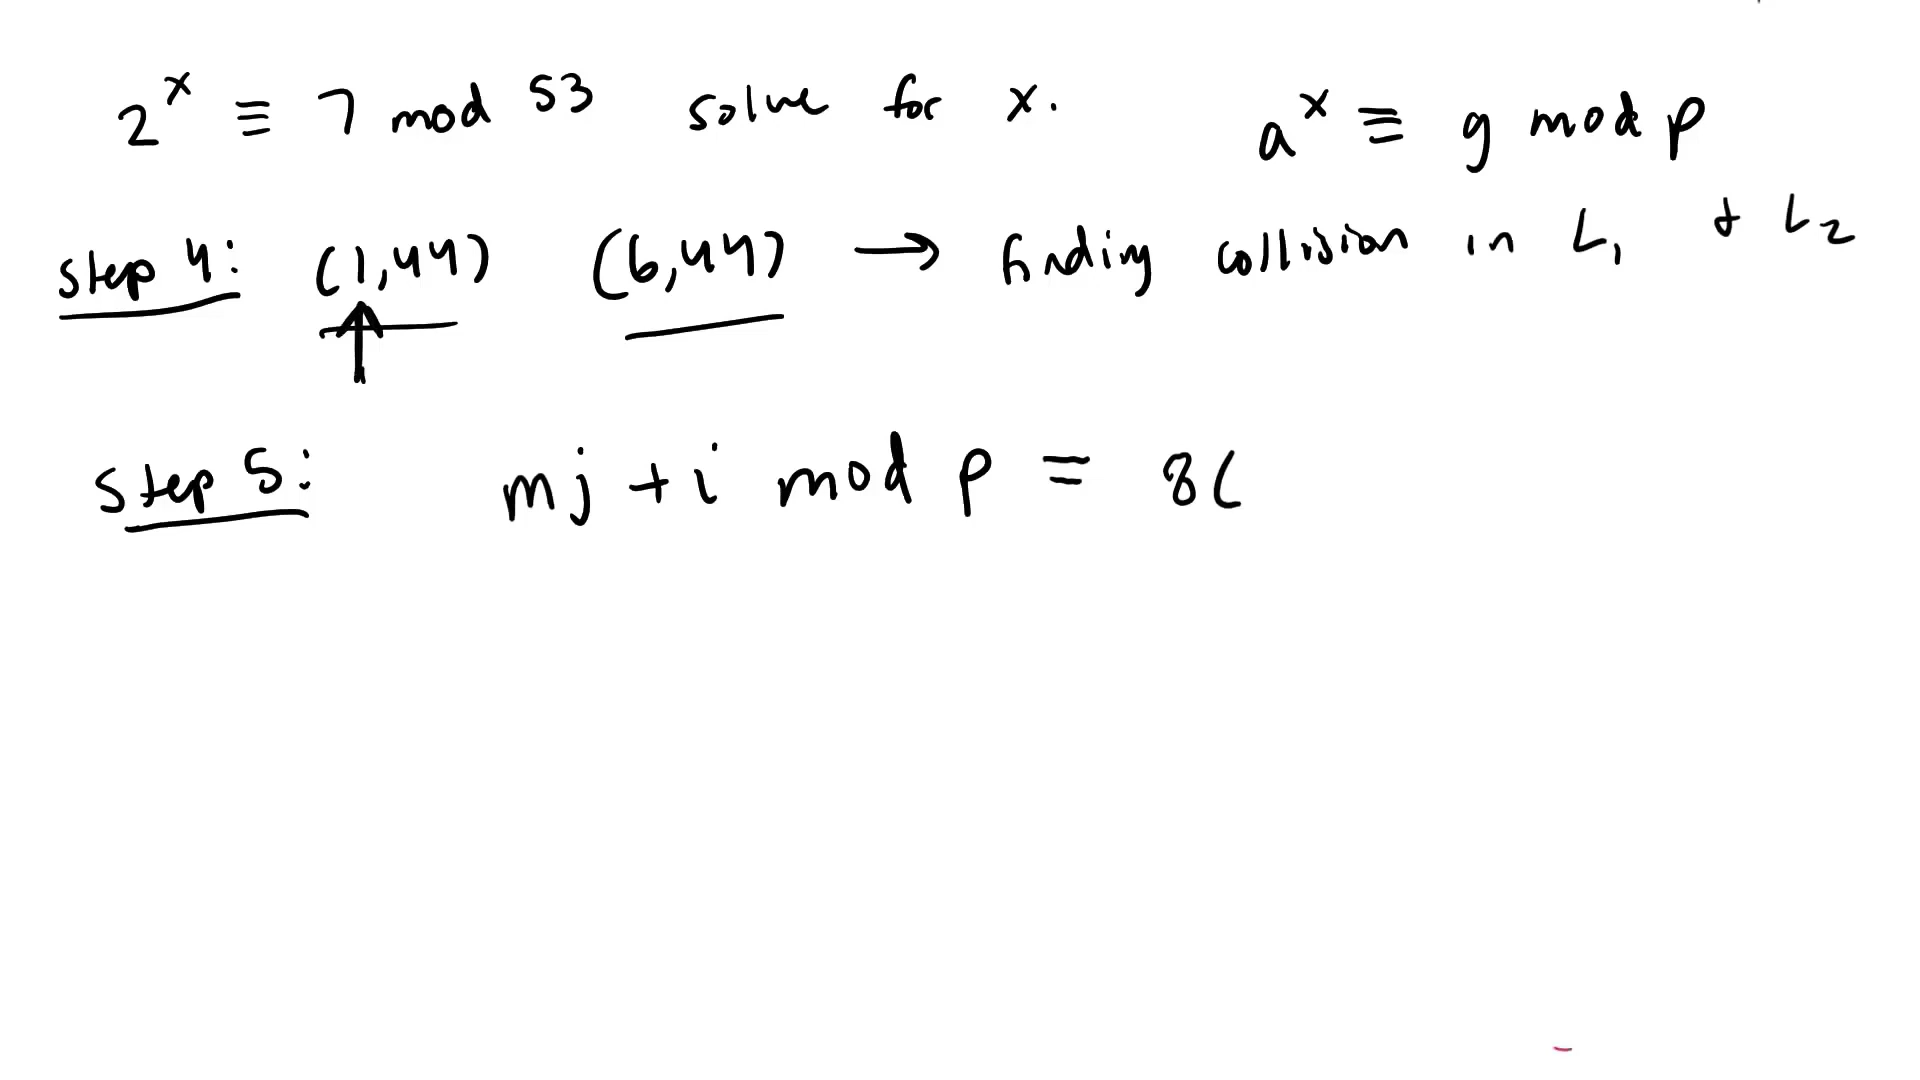 2^x ≡ 7 mod 53 solve for x. a^x ≡ g mod p
step 4: (1,44) (6,44) → finding collision in L₁ + L₂
Step 5: mj + i mod p = 8(